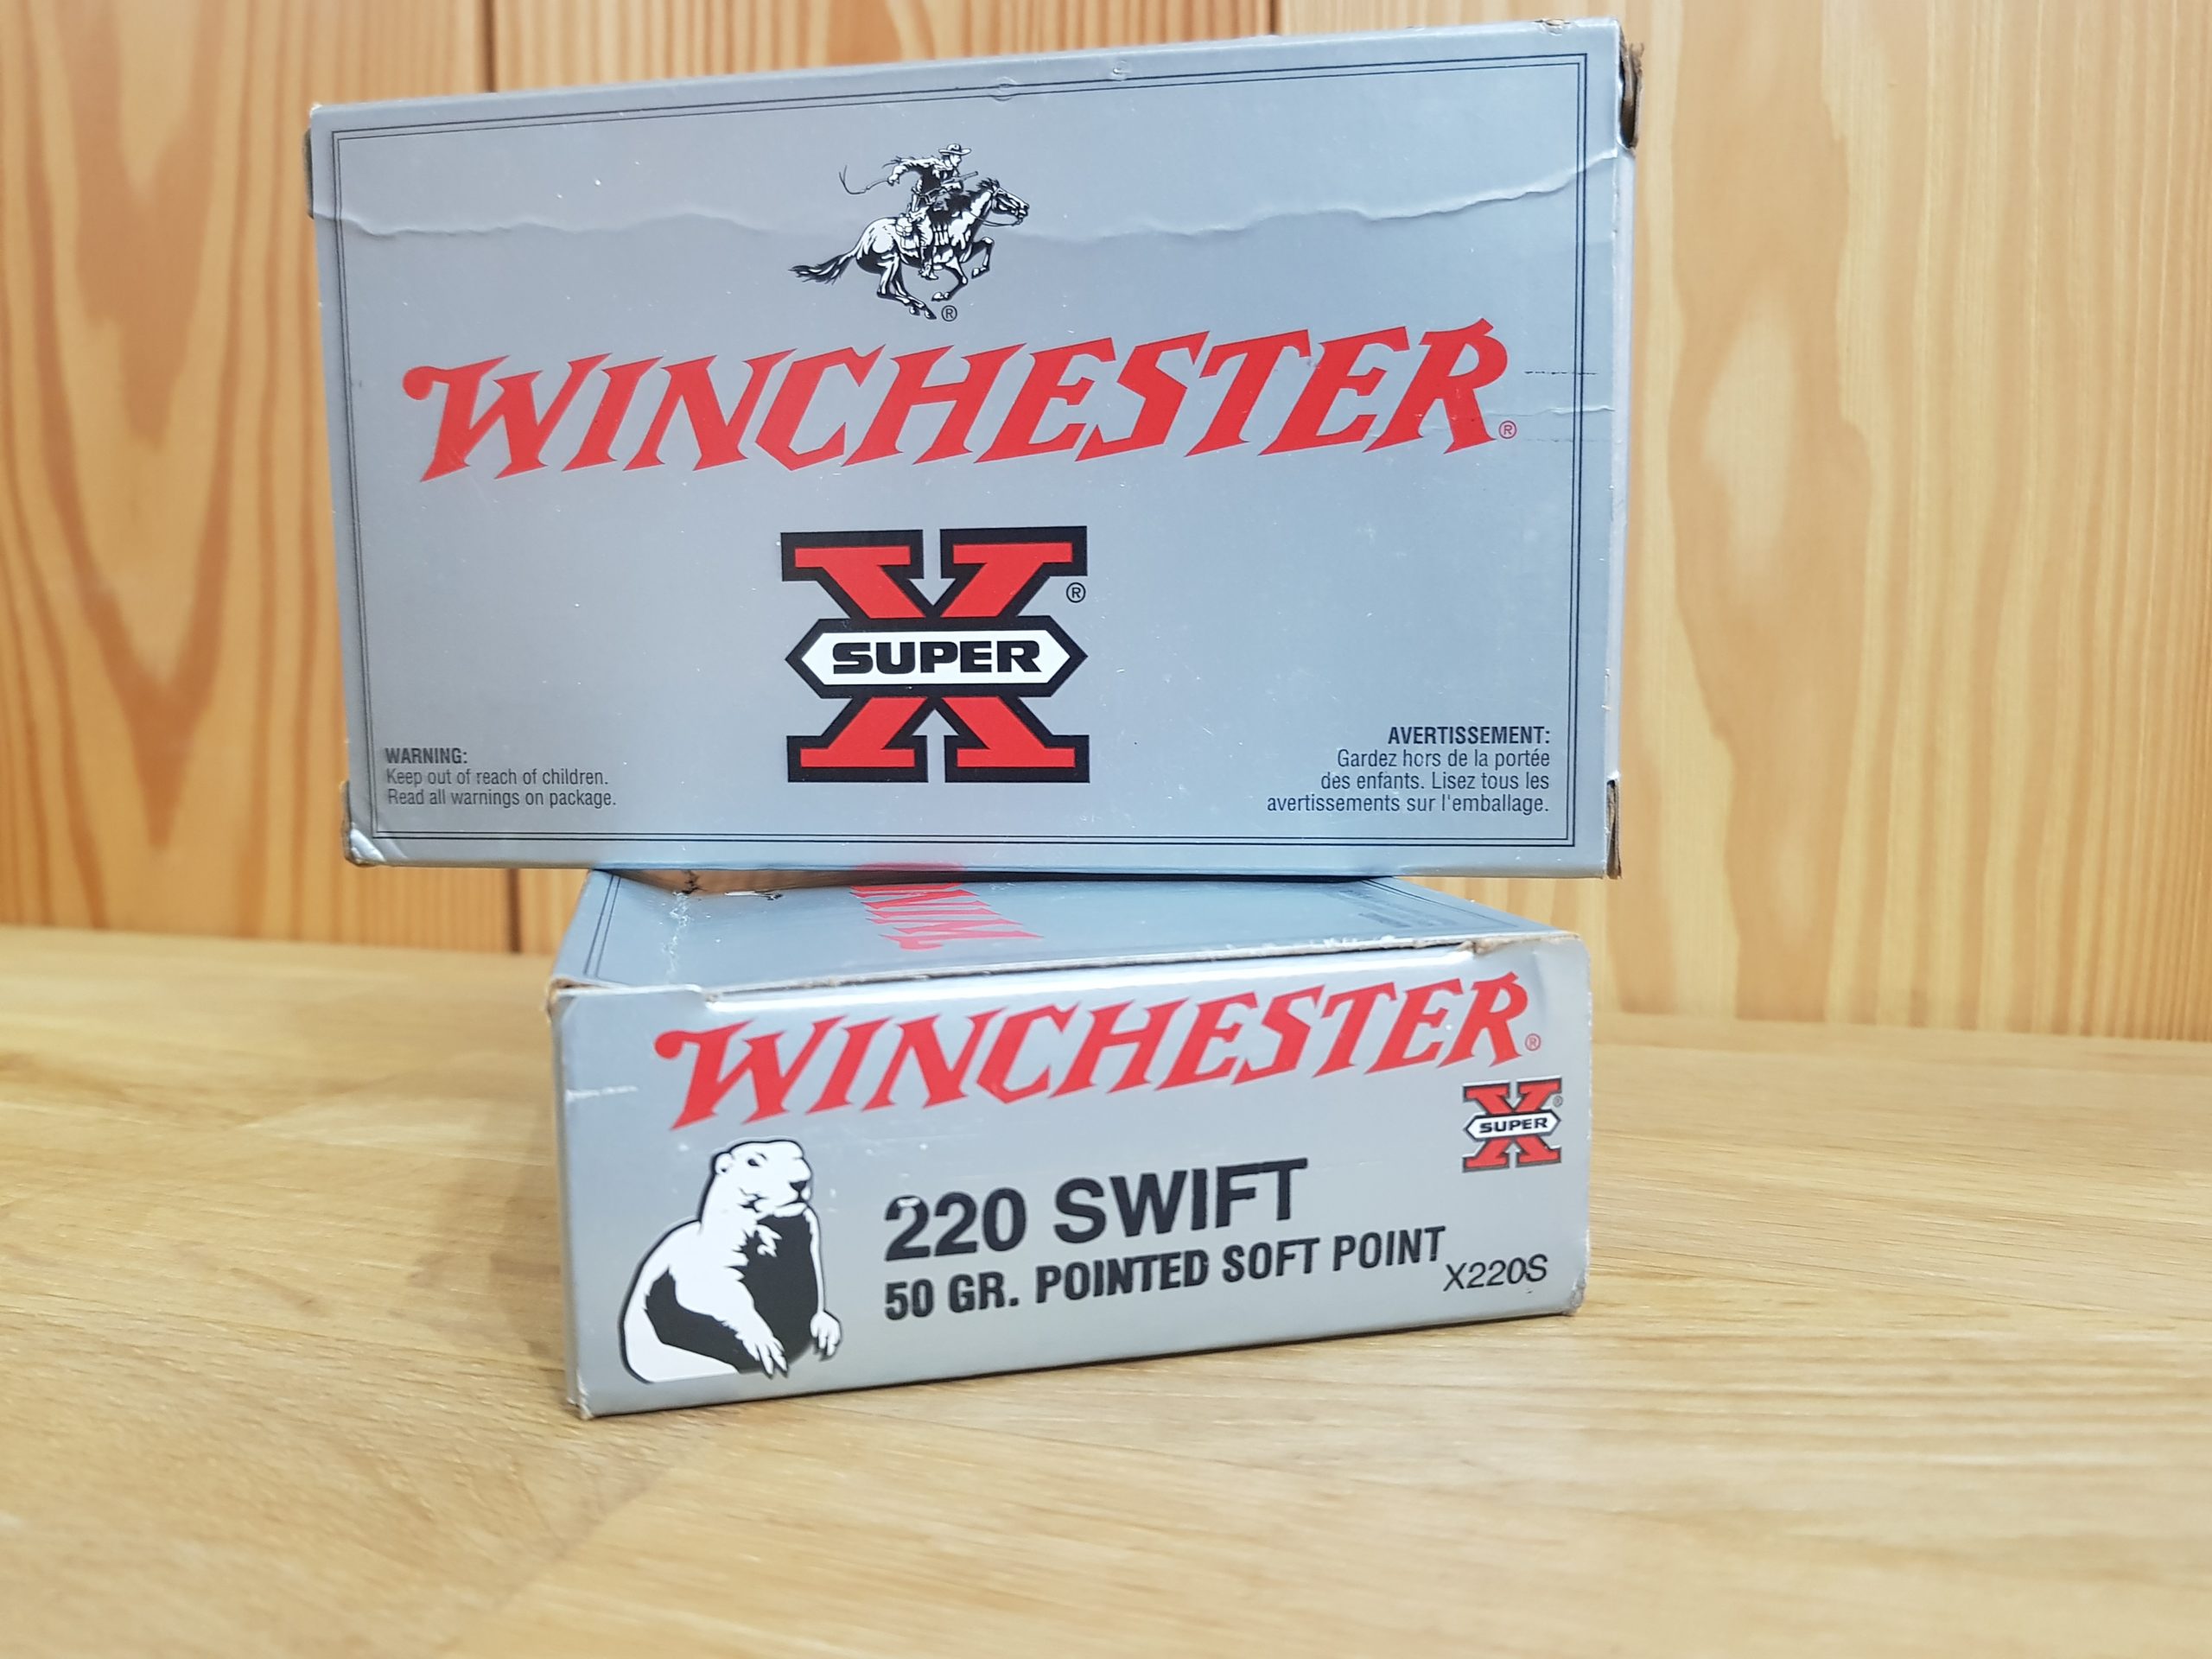 WINCHESTER®
X®
SUPER
WARNING:
Keep out of reach of children.
Read all warnings on package.
AVERTISSEMENT:
Gardez hors de la portée
des enfants. Lisez tous les
avertissements sur l'emballage.
WINCHESTER®
X®
SUPER
220 SWIFT
50 GR. POINTED SOFT POINT
X220S